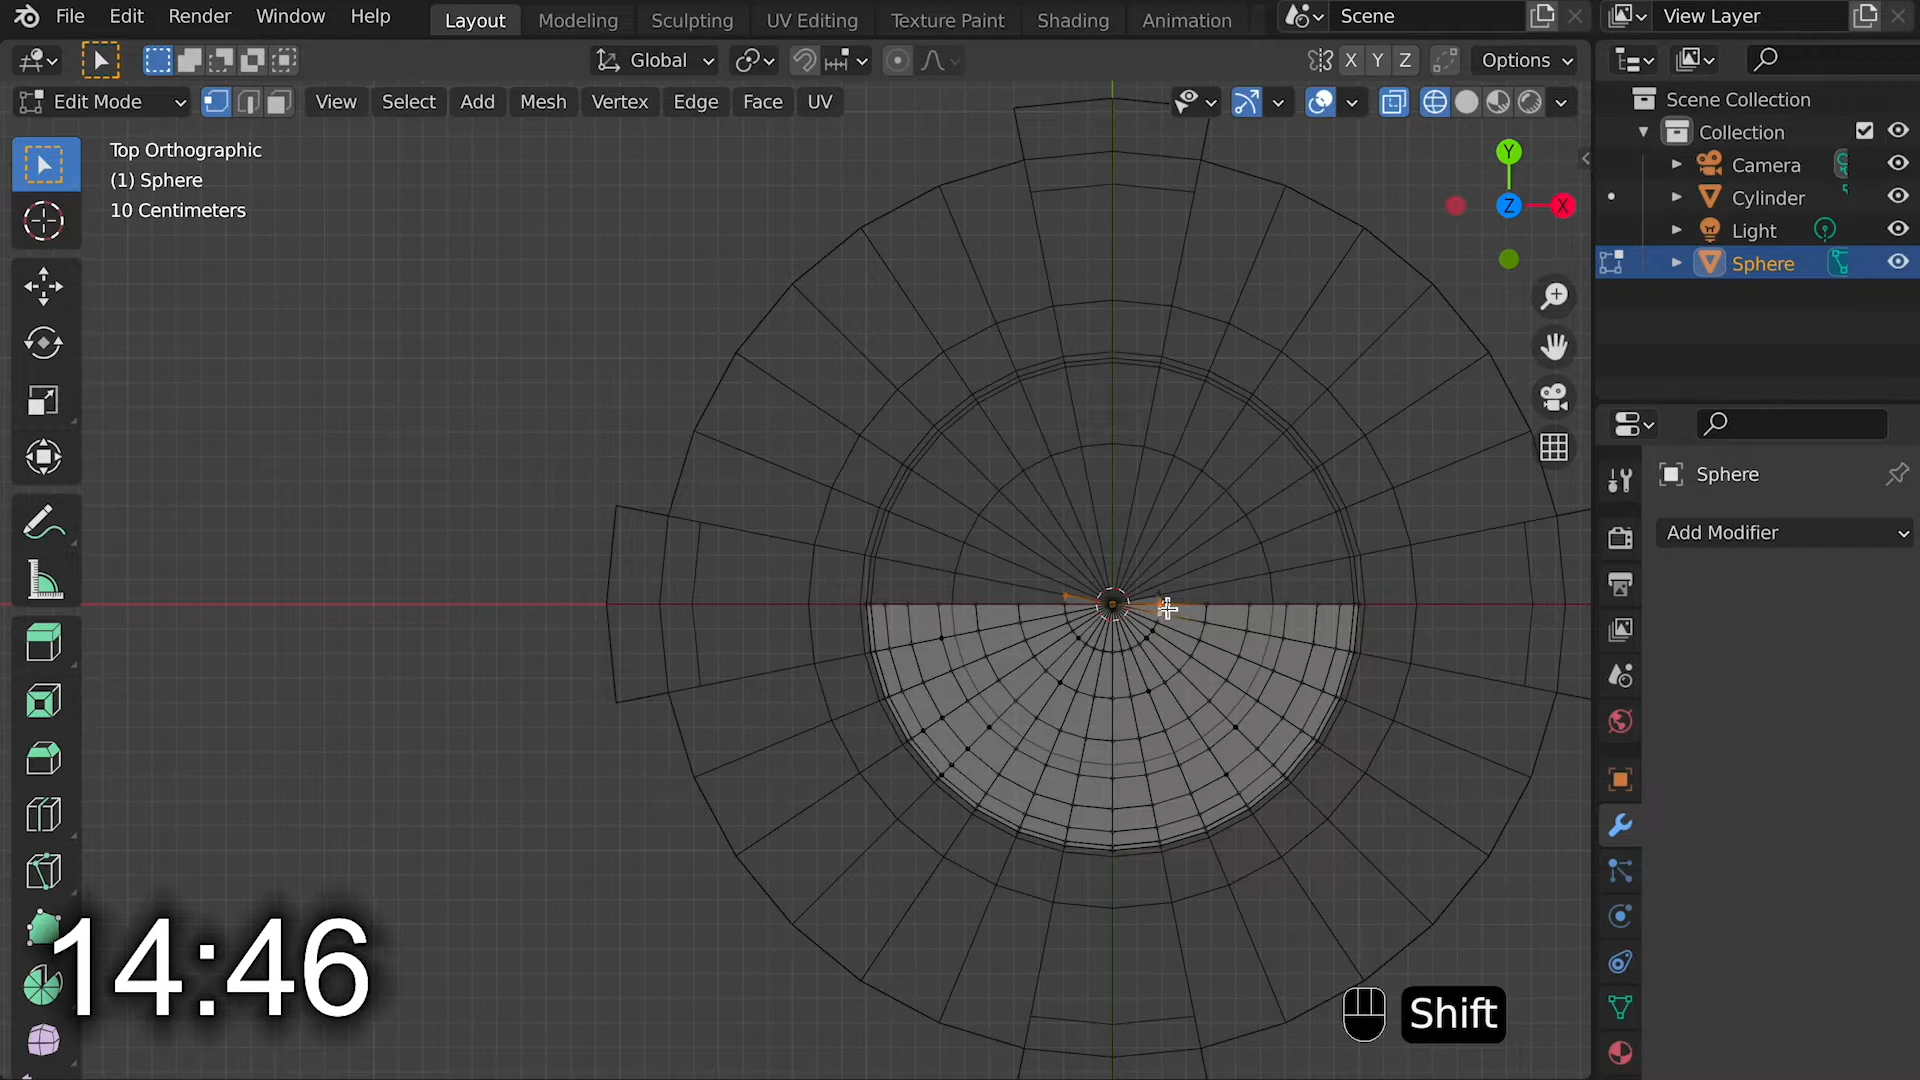 File Edit Render Window Help Layout Modeling Sculpting UV Editing Texture Paint Shading Animation Scene View Layer
Global X Y Z Options
Edit Mode View Select Add Mesh Vertex Edge Face UV
Scene Collection
Collection
Camera
Cylinder
Light
Sphere
Top Orthographic
(1) Sphere
10 Centimeters
Y
Z X
Sphere
Add Modifier
14:46
Shift